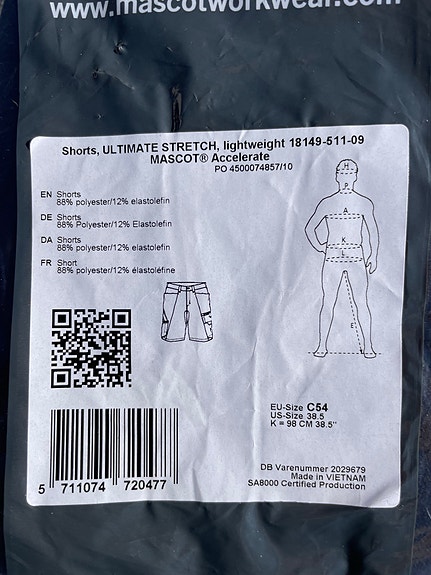 www.mascotworkwear.com
Shorts, ULTIMATE STRETCH, lightweight 18149-511-09
MASCOT® Accelerate
PO 4500074857/10
EN Shorts
88% polyester/12% elastolefin
DE Shorts
88% Polyester/12% Elastolefin
DA Shorts
88% polyester/12% elastolefin
FR Short
88% polyester/12% élastoléfine
H
P
A
K
L
E
EU-Size C54
US-Size 38.5
K = 98 CM 38.5"
5 711074 720477
DB Varenummer 2029679
Made in VIETNAM
SA8000 Certified Production